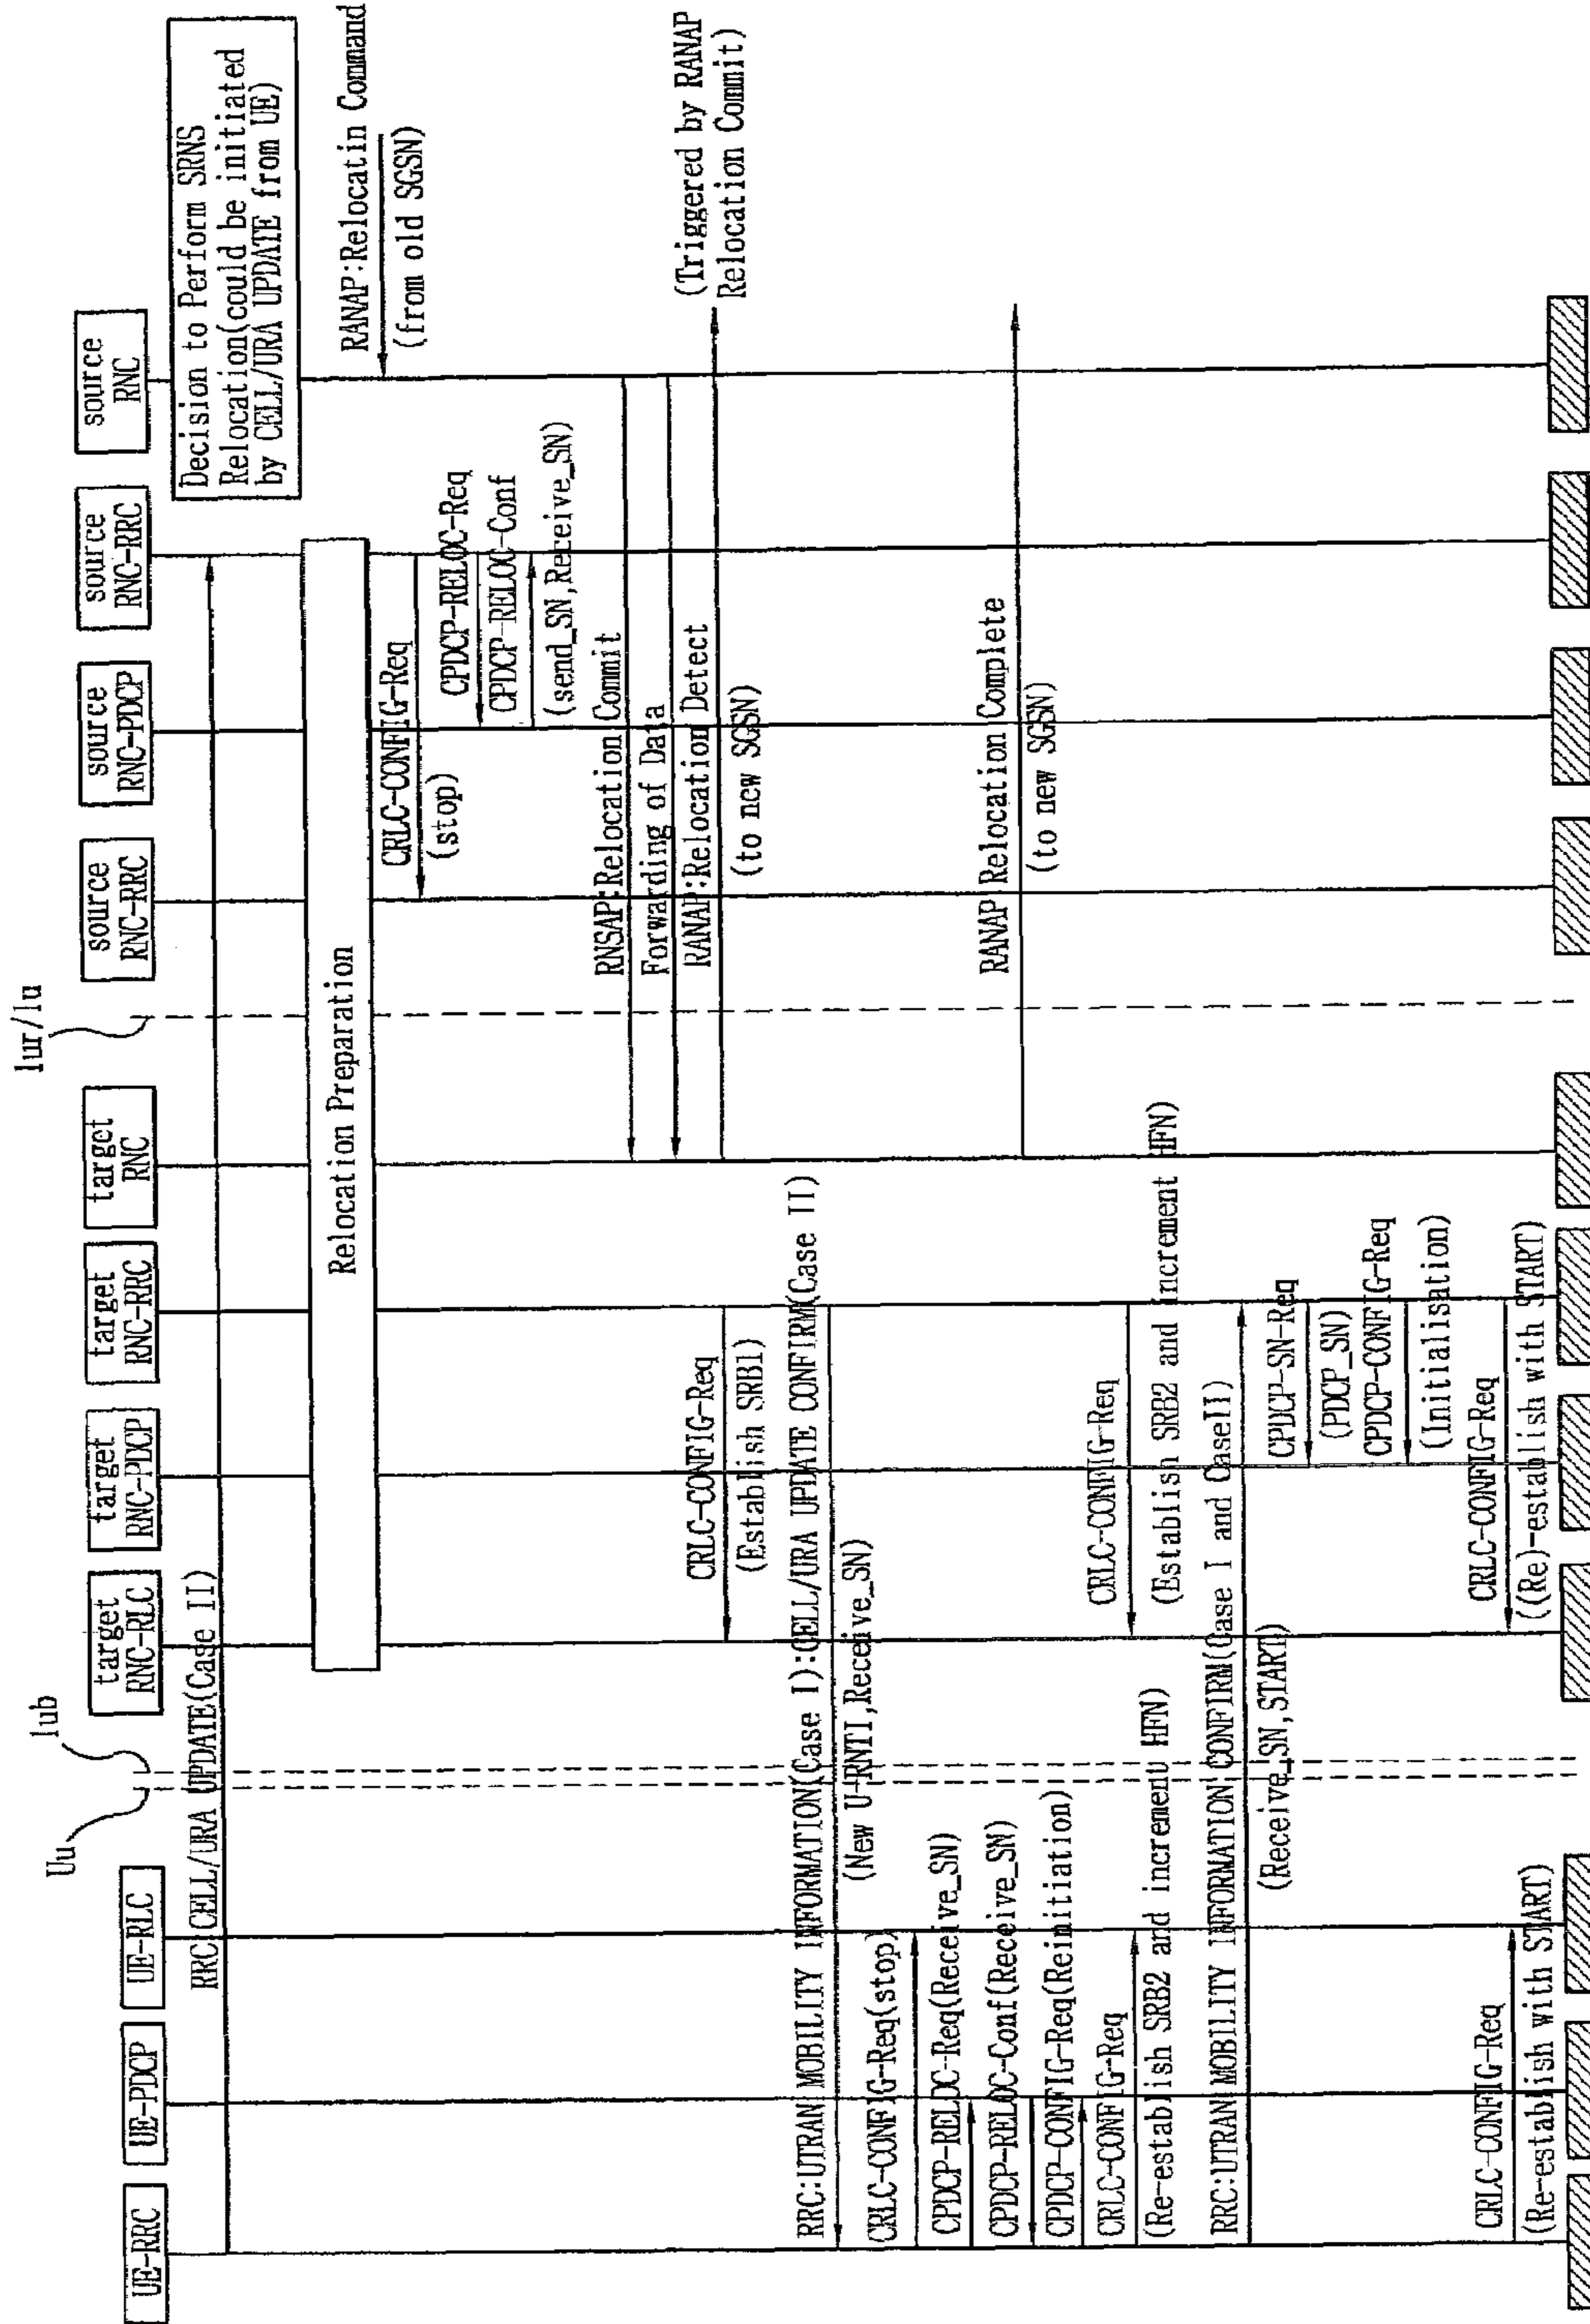 Uu
Iub
Iur/Iu
UE-RRC
UE-PDCP
UE-RLC
target
RNC-RLC
target
RNC-PDCP
target
RNC-RRC
target
RNC
source
RNC-RRC
source
RNC-PDCP
source
RNC-RRC
source
RNC
RRC:CELL/URA UPDATE(Case II)
Decision to Perform SRNS
Relocation(could be initiated
by CELL/URA UPDATE from UE)
Relocation Preparation
RANAP:Relocatin Command
(from old SGSN)
CRLC-CONFIG-Req
(stop)
CPDCP-RELOC-Req
CPDCP-RELOC-Conf
(send_SN,Receive_SN)
RNSAP:Relocation Commit
Forwarding of Data
RANAP:Relocation Detect
(to new SGSN)
(Triggered by RANAP
Relocation Commit)
CRLC-CONFIG-Req
(Establish SRB1)
RRC:UTRAN MOBILITY INFORMATION(Case I):CELL/URA UPDATE CONFIRM(Case II)
(New U-RNTI,Receive_SN)
CRLC-CONFIG-Req(stop)
CPDCP-RELOC-Req(Receive_SN)
CPDCP-RELOC-Conf(Receive_SN)
CPDCP-CONFIG-Req(Reinitiation)
CRLC-CONFIG-Req
(Re-establish SRB2 and increment HFN)
RANAP Relocation Complete
(to new SGSN)
CRLC-CONFIG-Req
(Establish SRB2 and increment HFN)
RRC:UTRAN MOBILITY INFORMATION CONFIRM(Case I and CaseII)
(Receive_SN,START)
CPDCP-SN-Req
(PDCP_SN)
CPDCP-CONFIG-Req
(Initialisation)
CRLC-CONFIG-Req
((Re)-establish with START)
CRLC-CONFIG-Req
(Re-establish with START)